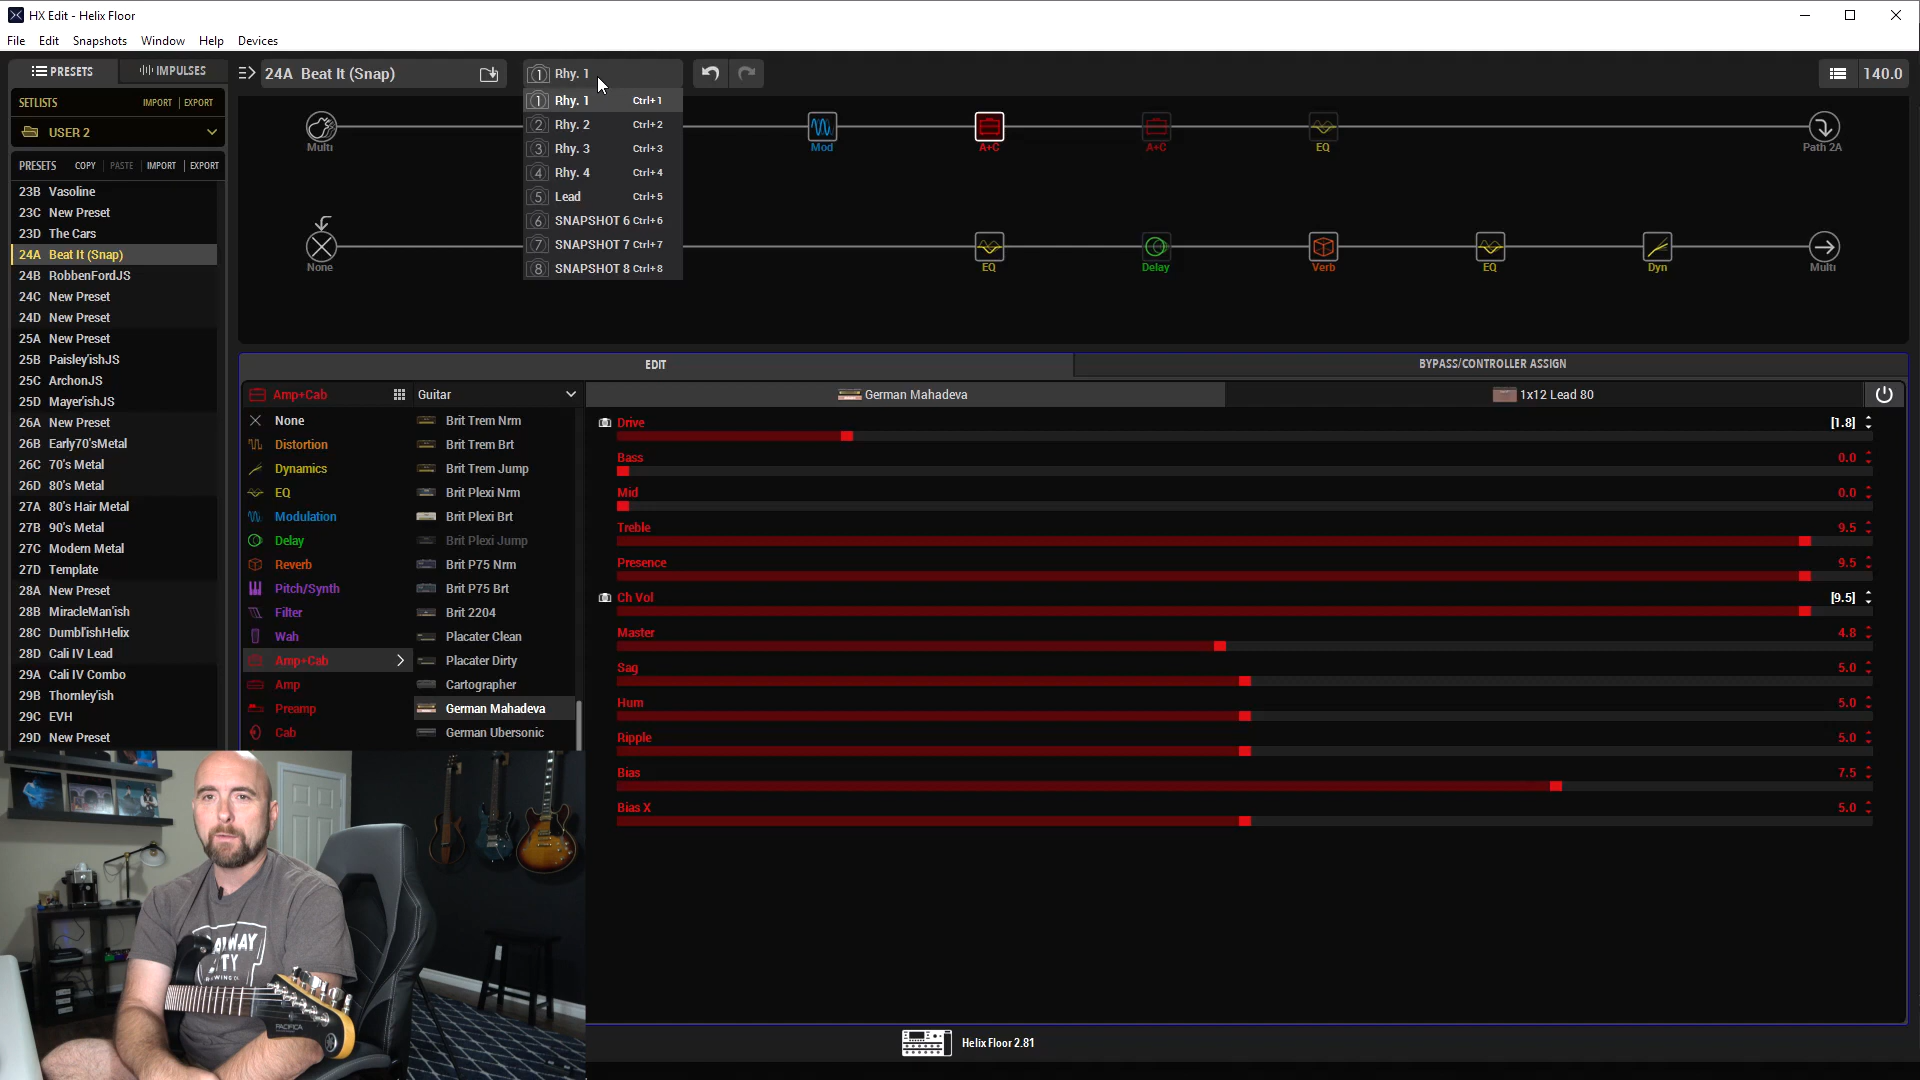 HX Edit - Helix Floor
File Edit Snapshots Window Help Devices
PRESETS IMPULSES
24A Beat It (Snap)
1 Rhy. 1
140.0
SETLISTS IMPORT EXPORT
USER 2
PRESETS COPY PASTE IMPORT EXPORT
23B Vasoline
23C New Preset
23D The Cars
24A Beat It (Snap)
24B RobbenFordJS
24C New Preset
24D New Preset
25A New Preset
25B Paisley'ishJS
25C ArchonJS
25D Mayer'ishJS
26A New Preset
26B Early70'sMetal
26C 70's Metal
26D 80's Metal
27A 80's Hair Metal
27B 90's Metal
27C Modern Metal
27D Template
28A New Preset
28B MiracleMan'ish
28C Dumbl'ishHelix
28D Cali IV Lead
29A Cali IV Combo
29B Thornley'ish
29C EVH
29D New Preset
1 Rhy. 1 Ctrl+1
2 Rhy. 2 Ctrl+2
3 Rhy. 3 Ctrl+3
4 Rhy. 4 Ctrl+4
5 Lead Ctrl+5
6 SNAPSHOT 6 Ctrl+6
7 SNAPSHOT 7 Ctrl+7
8 SNAPSHOT 8 Ctrl+8
Multi Mod A+C A+C EQ Path 2A
None EQ Delay Verb EQ Dyn Multi
EDIT BYPASS/CONTROLLER ASSIGN
Amp+Cab Guitar
German Mahadeva 1x12 Lead 80
None
Distortion
Dynamics
EQ
Modulation
Delay
Reverb
Pitch/Synth
Filter
Wah
Amp+Cab
Amp
Preamp
Cab
Brit Trem Nrm
Brit Trem Brt
Brit Trem Jump
Brit Plexi Nrm
Brit Plexi Brt
Brit Plexi Jump
Brit P75 Nrm
Brit P75 Brt
Brit 2204
Placater Clean
Placater Dirty
Cartographer
German Mahadeva
German Ubersonic
Drive [1.8]
Bass 0.0
Mid 0.0
Treble 9.5
Presence 9.5
Ch Vol [9.5]
Master 4.8
Sag 5.0
Hum 5.0
Ripple 5.0
Bias 7.5
Bias X 5.0
PACIFICA
Helix Floor 2.81